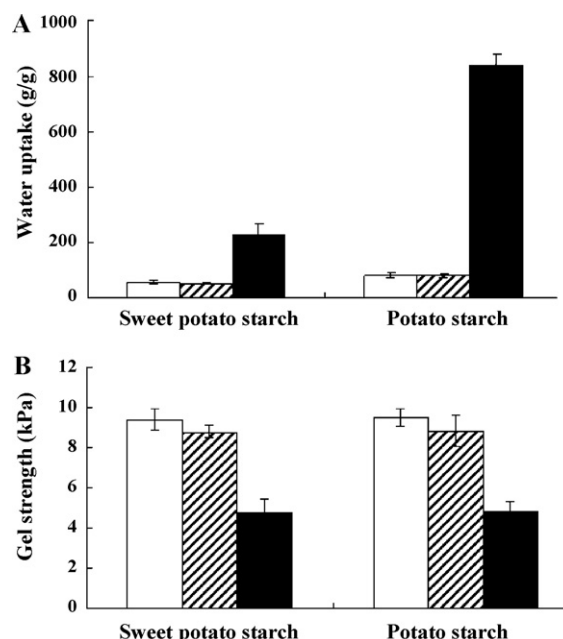 A
Water uptake (g/g)
1000
800
600
400
200
0
Sweet potato starch Potato starch
B
Gel strength (kPa)
12
10
8
6
4
2
0
Sweet potato starch Potato starch